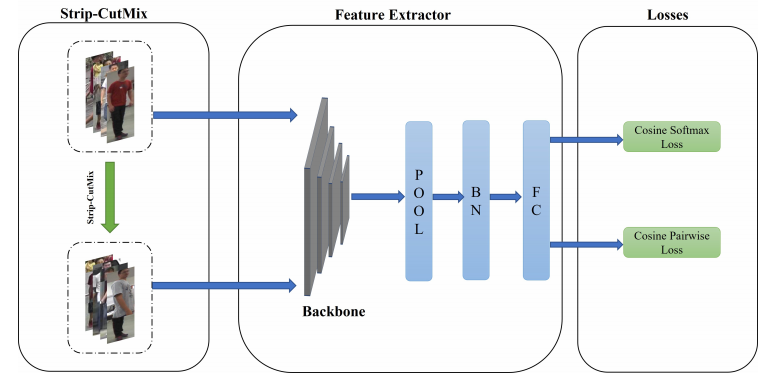 Strip-CutMix
Feature Extractor
Losses
Strip-CutMix
Backbone
POOL
BN
FC
Cosine Softmax
Loss
Cosine Pairwise
Loss